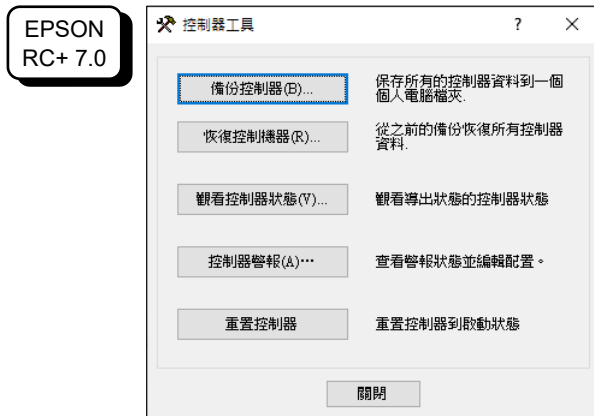 EPSON
RC+ 7.0
控制器工具
?
備份控制器(B)...
保存所有的控制器資料到一個
個人電腦檔夾.
恢復控制機器(R)...
從之前的備份恢復所有控制器
資料.
觀看控制器狀態(V)...
觀看導出狀態的控制器狀態
控制器警報(A)…
查看警報狀態並編輯配置。
重置控制器
重置控制器到啟動狀態
關閉